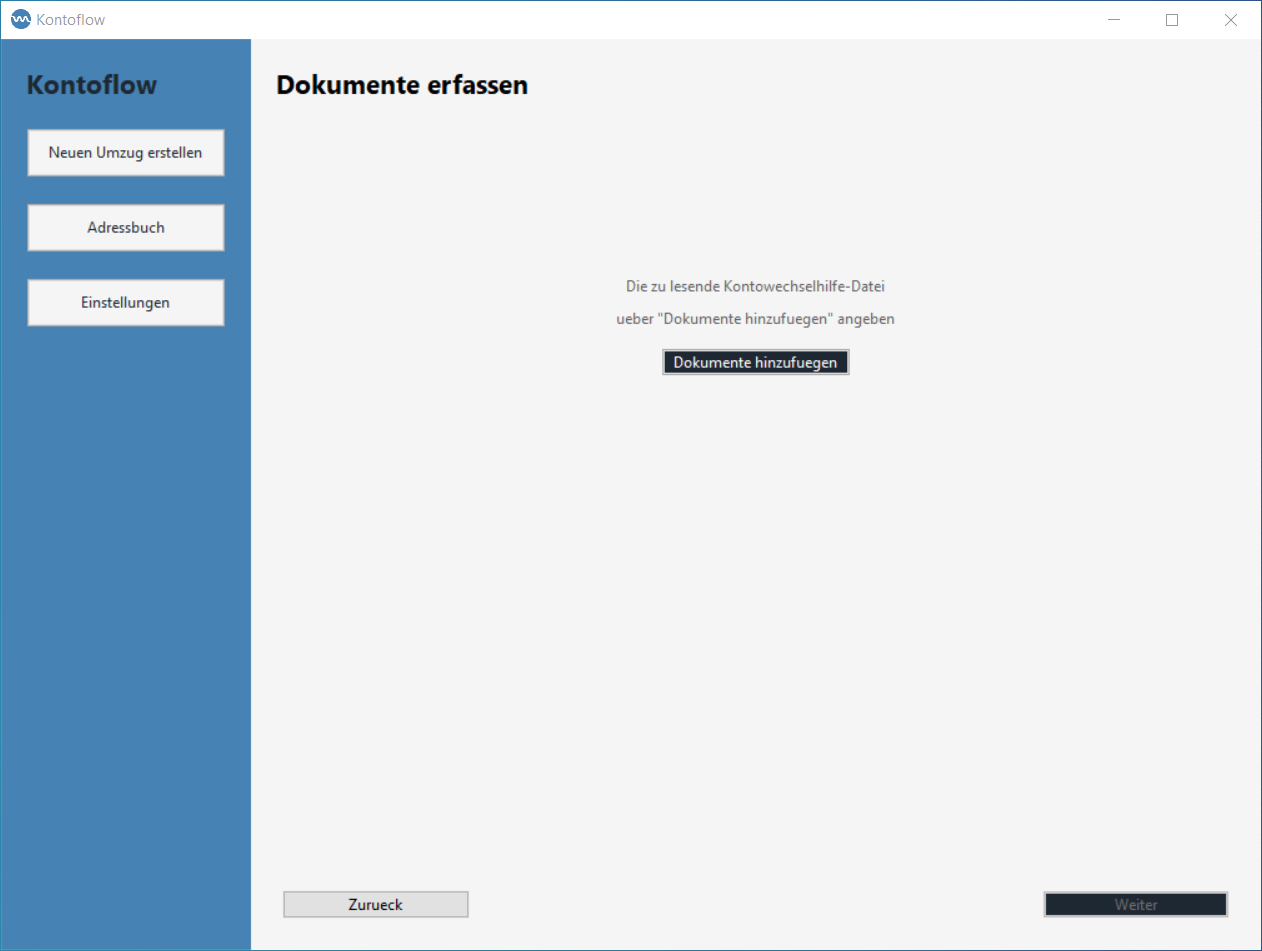 Kontoflow
Kontoflow
Neuen Umzug erstellen
Adressbuch
Einstellungen
Dokumente erfassen
Die zu lesende Kontowechselhilfe-Datei
ueber "Dokumente hinzufuegen" angeben
Dokumente hinzufuegen
Zurueck
Weiter